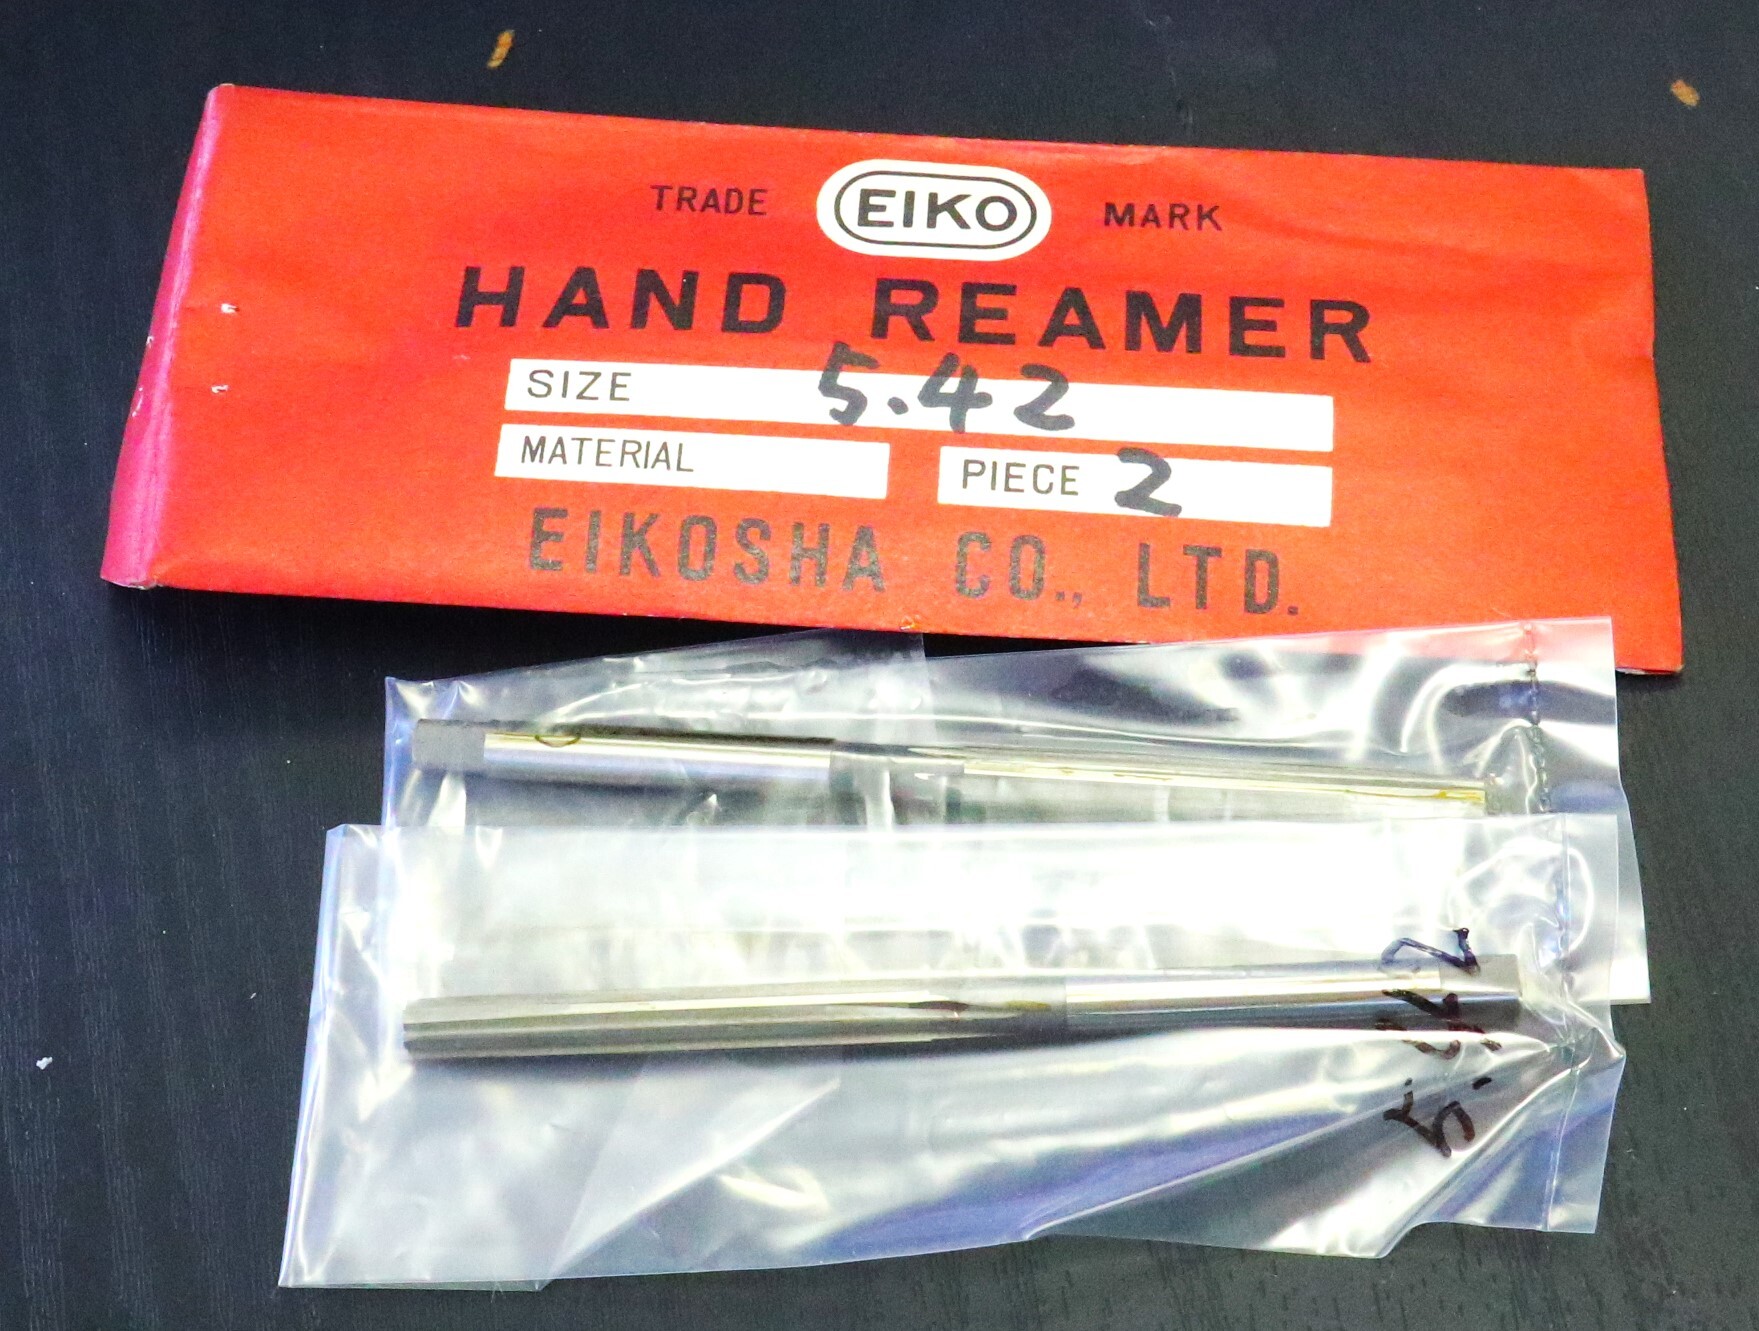 TRADE EIKO MARK
HAND REAMER
SIZE 5.42
MATERIAL
PIECE 2
EIKOSHA CO., LTD.